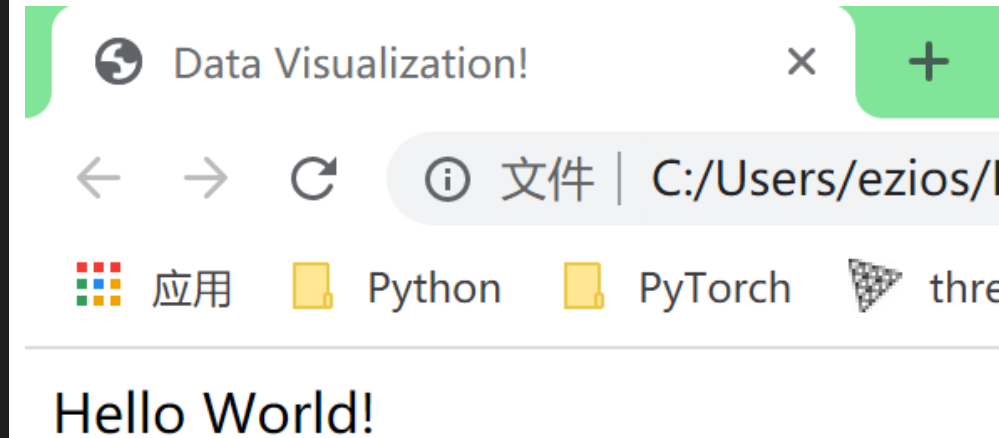 Data Visualization!
文件 | C:/Users/ezios/
应用 Python PyTorch
Hello World!